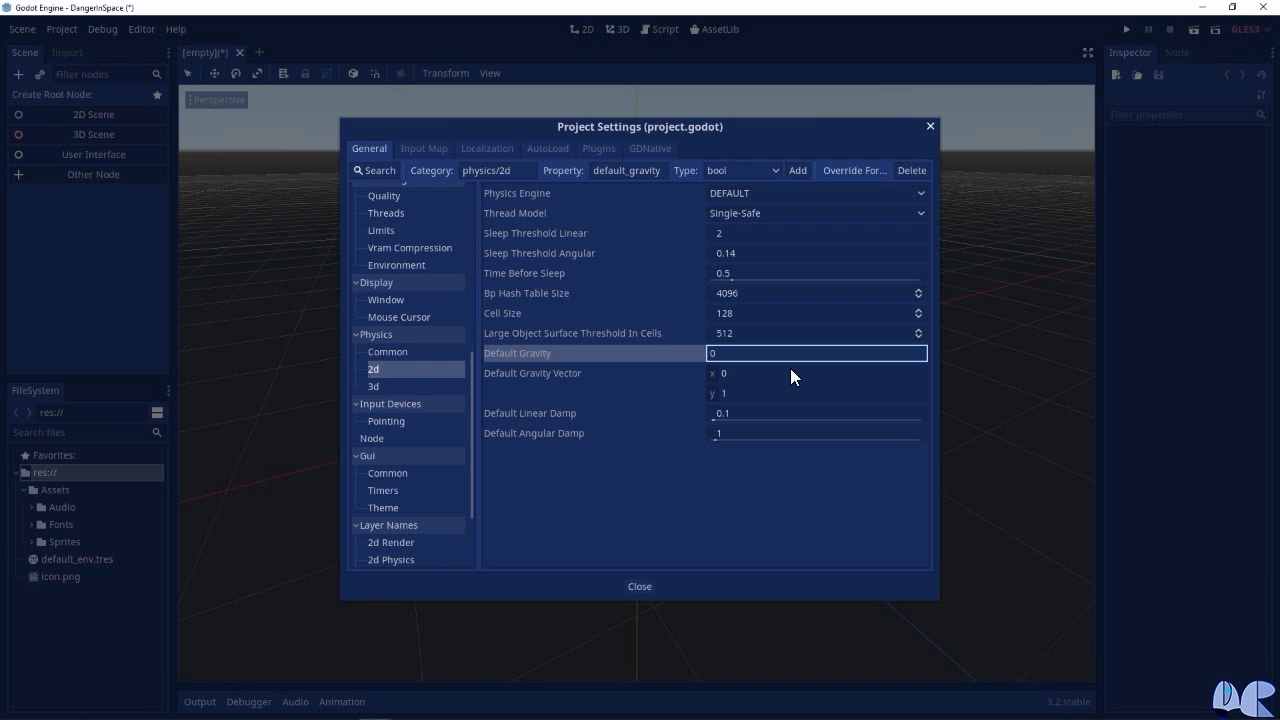 Godot Engine - DangerInSpace (*)
Scene Project Debug Editor Help
2D 3D Script AssetLib
GLES3
Scene Import
[empty](*)
Inspector Node
Filter nodes
Transform View
Create Root Node:
Perspective
2D Scene
Filter properties
3D Scene
User Interface
Other Node
Project Settings (project.godot)
General Input Map Localization AutoLoad Plugins GDNative
Search Category: physics/2d Property: default_gravity Type: bool Add Override For... Delete
Quality
Threads
Limits
Vram Compression
Environment
Display
Window
Mouse Cursor
Physics
Common
2d
3d
Input Devices
Pointing
Node
Gui
Common
Timers
Theme
Layer Names
2d Render
2d Physics
Physics Engine DEFAULT
Thread Model Single-Safe
Sleep Threshold Linear 2
Sleep Threshold Angular 0.14
Time Before Sleep 0.5
Bp Hash Table Size 4096
Cell Size 128
Large Object Surface Threshold In Cells 512
Default Gravity 0
Default Gravity Vector x 0
y 1
Default Linear Damp 0.1
Default Angular Damp 1
Close
FileSystem
res://
Search files
Favorites:
res://
Assets
Audio
Fonts
Sprites
default_env.tres
icon.png
Output Debugger Audio Animation
3.2.stable